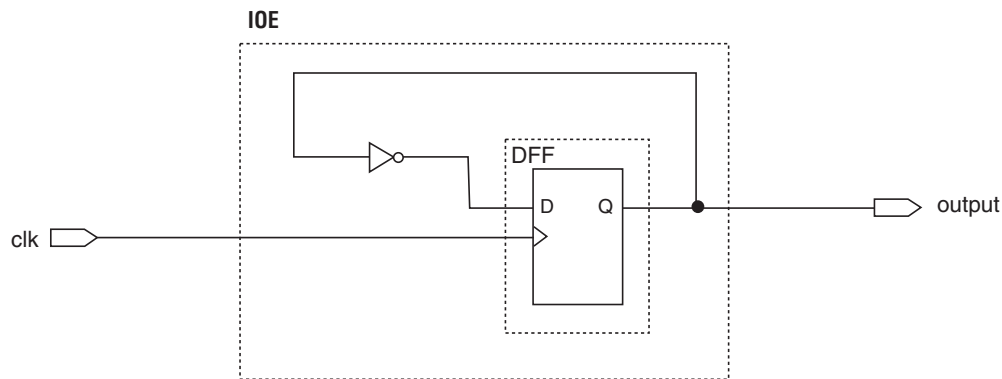 IOE
DFF
D
Q
output
clk